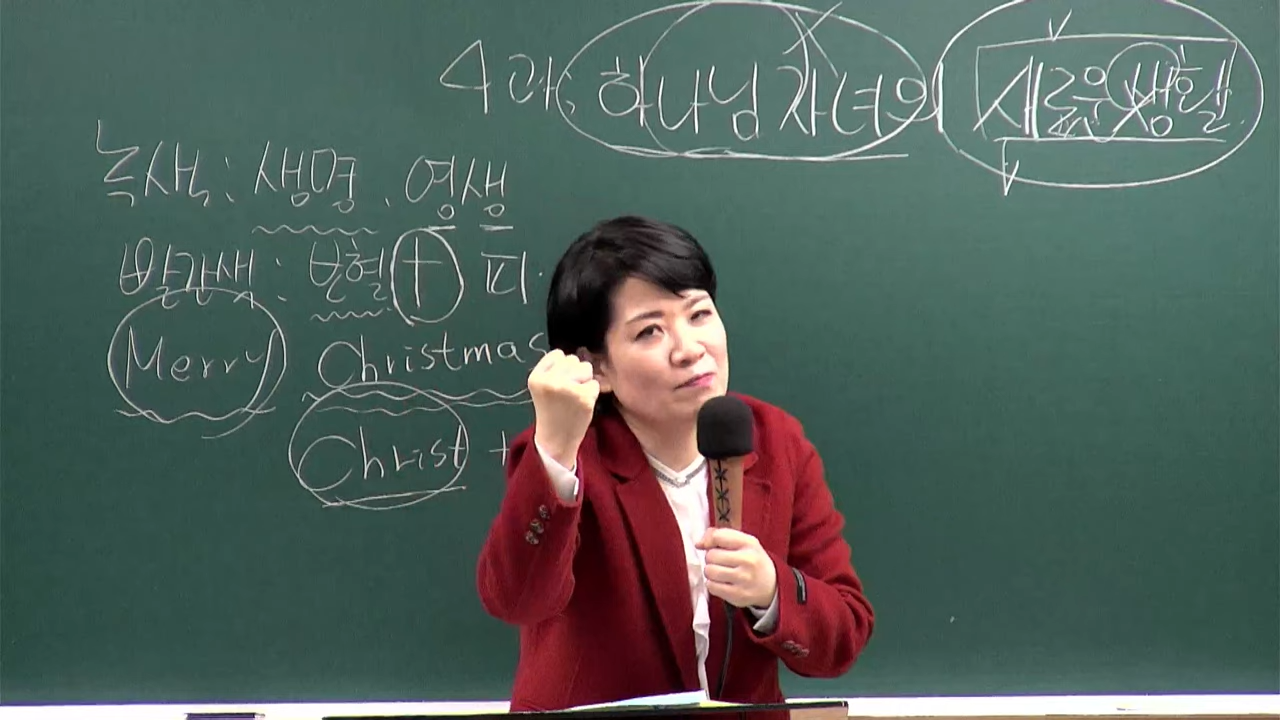 4과: 하나님 자녀의 새로운 생활
녹색: 생명, 영생
빨간색: 보혈 피
Merry Christmas
Christ +